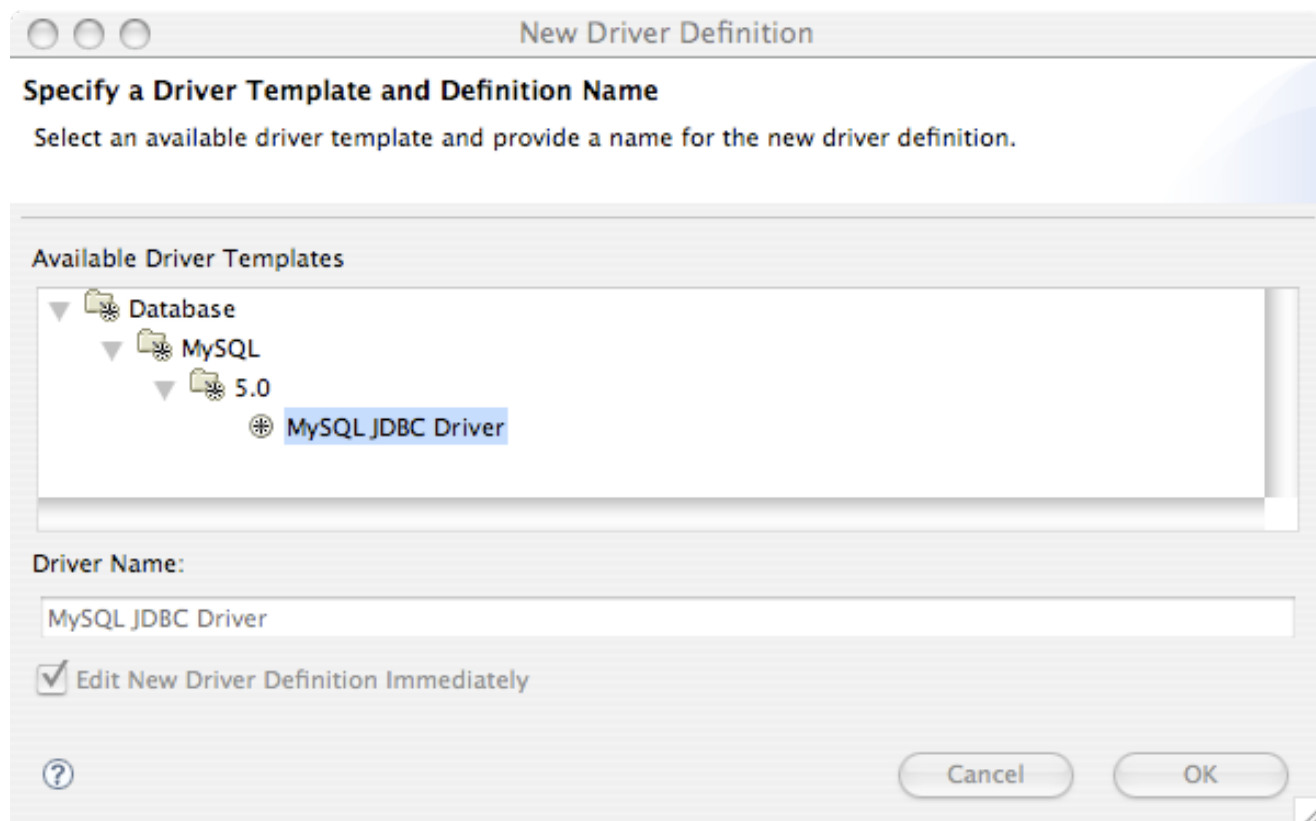 New Driver Definition
Specify a Driver Template and Definition Name
Select an available driver template and provide a name for the new driver definition.
Available Driver Templates
Database
MySQL
5.0
MySQL JDBC Driver
Driver Name:
MySQL JDBC Driver
Edit New Driver Definition Immediately
?
Cancel
OK